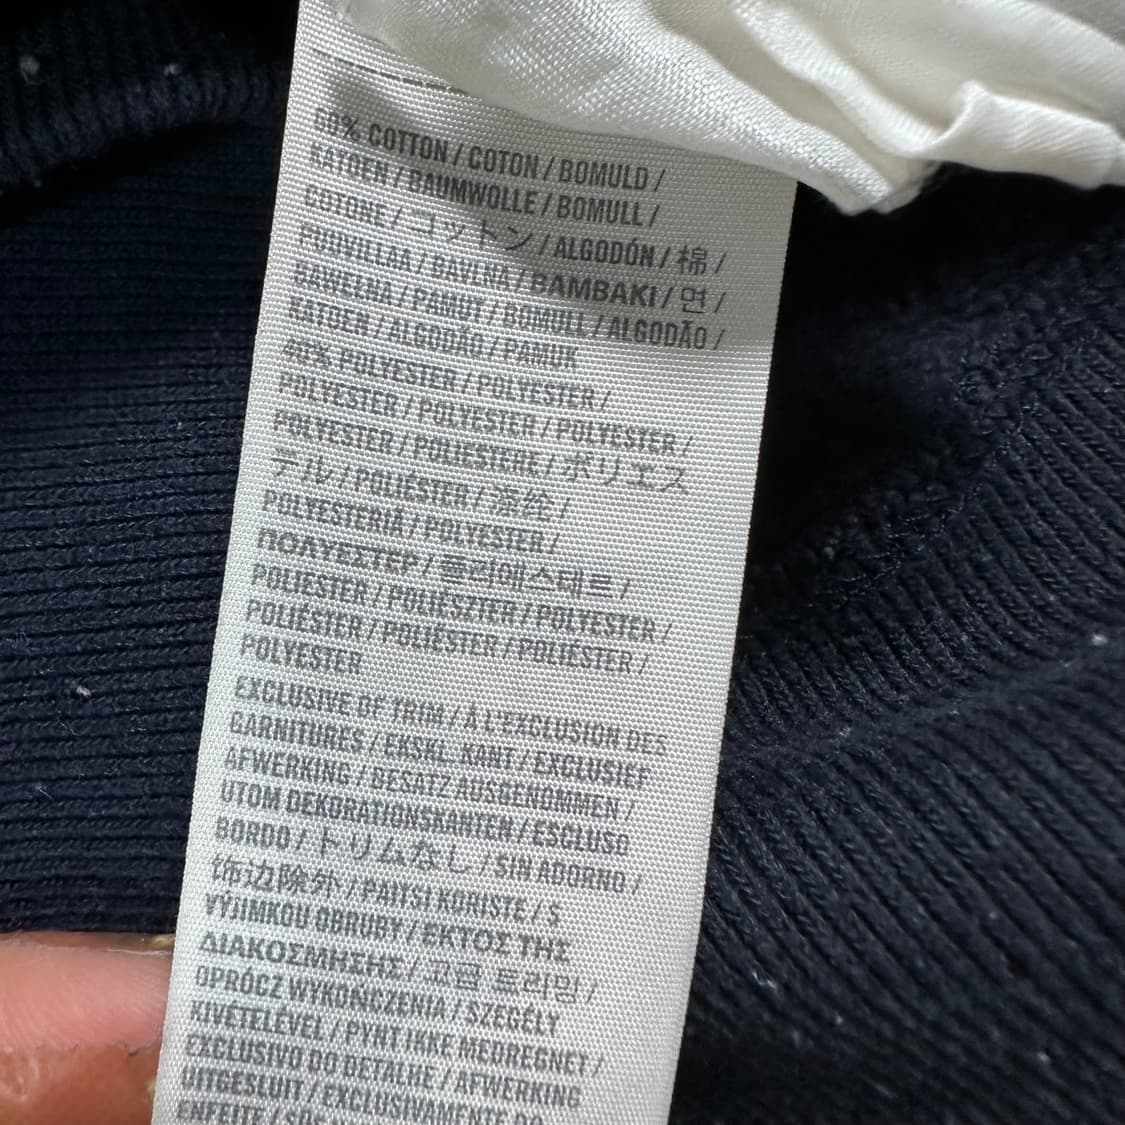 60% COTTON / COTON / BOMULD /
KATOEN / BAUMWOLLE / BOMULL /
COTONE / コットン / ALGODÓN / 棉 /
PUUVILLAA / BAVLNA / ΒΑΜΒΑΚΙ / 면 /
BAWEŁNA / PAMUT / BOMULL / ALGODÃO /
KATOEN / ALGODÃO / PAMUK
40% POLYESTER / POLYESTER /
POLYESTER / POLYESTER / POLYESTER /
POLYESTER / POLIESTERE / ポリエス
テル / POLIÉSTER / 涤纶 /
POLYESTERIÄ / POLYESTER /
ΠΟΛΥΕΣΤΕΡ / 폴리에스테르 /
POLIESTER / POLIÉSZTER / POLYESTER /
POLIÉSTER / POLIÉSTER / POLIÉSTER /
POLYESTER
EXCLUSIVE OF TRIM / À L'EXCLUSION DES
GARNITURES / EKSKL. KANT / EXCLUSIEF
AFWERKING / BESATZ AUSGENOMMEN /
UTOM DEKORATIONSKANTEN / ESCLUSO
BORDO / トリムなし / SIN ADORNO /
饰边除外 / PAITSI KORISTE / S
VÝJIMKOU OBRUBY / ΕΚΤΟΣ ΤΗΣ
ΔΙΑΚΟΣΜΗΣΗΣ / 고급 트리밍 /
OPRÓCZ WYKOŃCZENIA / SZEGÉLY
KIVÉTELÉVEL / PYNT IKKE MEDREGNET /
EXCLUSIVO DO DETALHE / AFWERKING
UITGESLUIT / EXCLUSIVAMENTE DO
ENFEITE /